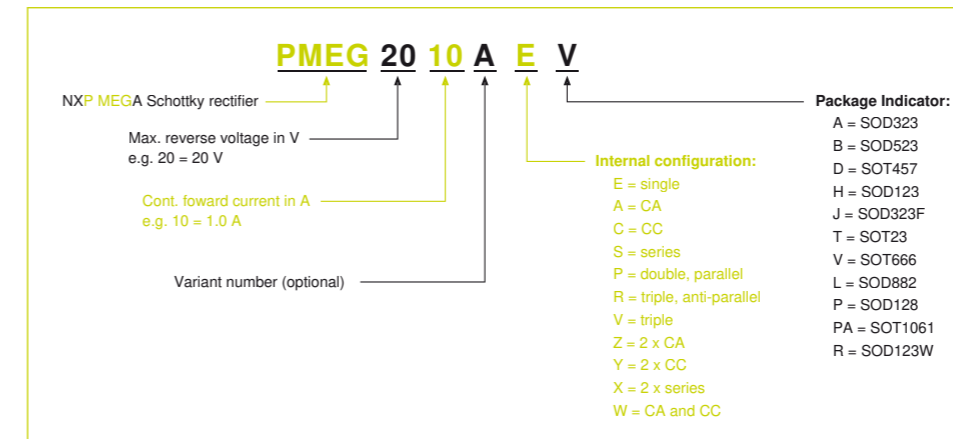 PMEG 20 10 A E V
NXP MEGA Schottky rectifier
Max. reverse voltage in V
e.g. 20 = 20 V
Cont. foward current in A
e.g. 10 = 1.0 A
Variant number (optional)
Internal configuration:
E = single
A = CA
C = CC
S = series
P = double, parallel
R = triple, anti-parallel
V = triple
Z = 2 x CA
Y = 2 x CC
X = 2 x series
W = CA and CC
Package Indicator:
A = SOD323
B = SOD523
D = SOT457
H = SOD123
J = SOD323F
T = SOT23
V = SOT666
L = SOD882
P = SOD128
PA = SOT1061
R = SOD123W